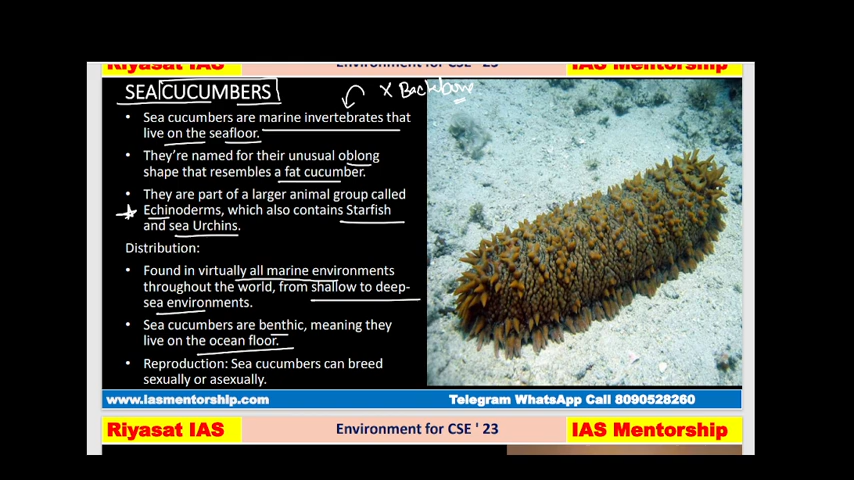 Riyasat IAS Environment for CSE ' 23 IAS Mentorship
SEA CUCUMBERS
X Backbone
• Sea cucumbers are marine invertebrates that
live on the seafloor.
• They're named for their unusual oblong
shape that resembles a fat cucumber.
• They are part of a larger animal group called
Echinoderms, which also contains Starfish
and sea Urchins.
Distribution:
• Found in virtually all marine environments
throughout the world, from shallow to deep-
sea environments.
• Sea cucumbers are benthic, meaning they
live on the ocean floor.
• Reproduction: Sea cucumbers can breed
sexually or asexually.
www.iasmentorship.com Telegram WhatsApp Call 8090528260
Riyasat IAS Environment for CSE ' 23 IAS Mentorship